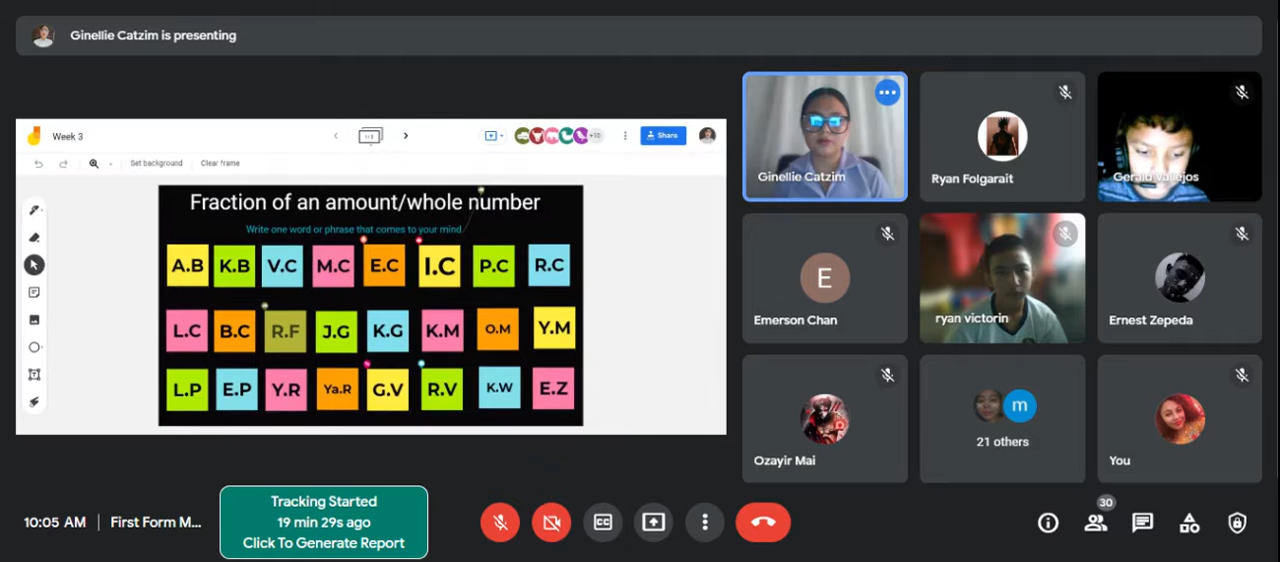 Ginellie Catzim is presenting
Week 3
+10
Share
Set background
Clear frame
Fraction of an amount/whole number
Write one word or phrase that comes to your mind
A.B K.B V.C M.C E.C I.C P.C R.C
L.C B.C R.F J.G K.G K.M O.M Y.M
L.P E.P Y.R Ya.R G.V R.V K.W E.Z
Ginellie Catzim
Ryan Folgarait
Gerald Vallejos
E
Emerson Chan
ryan victorin
Ernest Zepeda
Ozayir Mai
m
21 others
You
10:05 AM | First Form M...
Tracking Started
19 min 29s ago
Click To Generate Report
CC
30